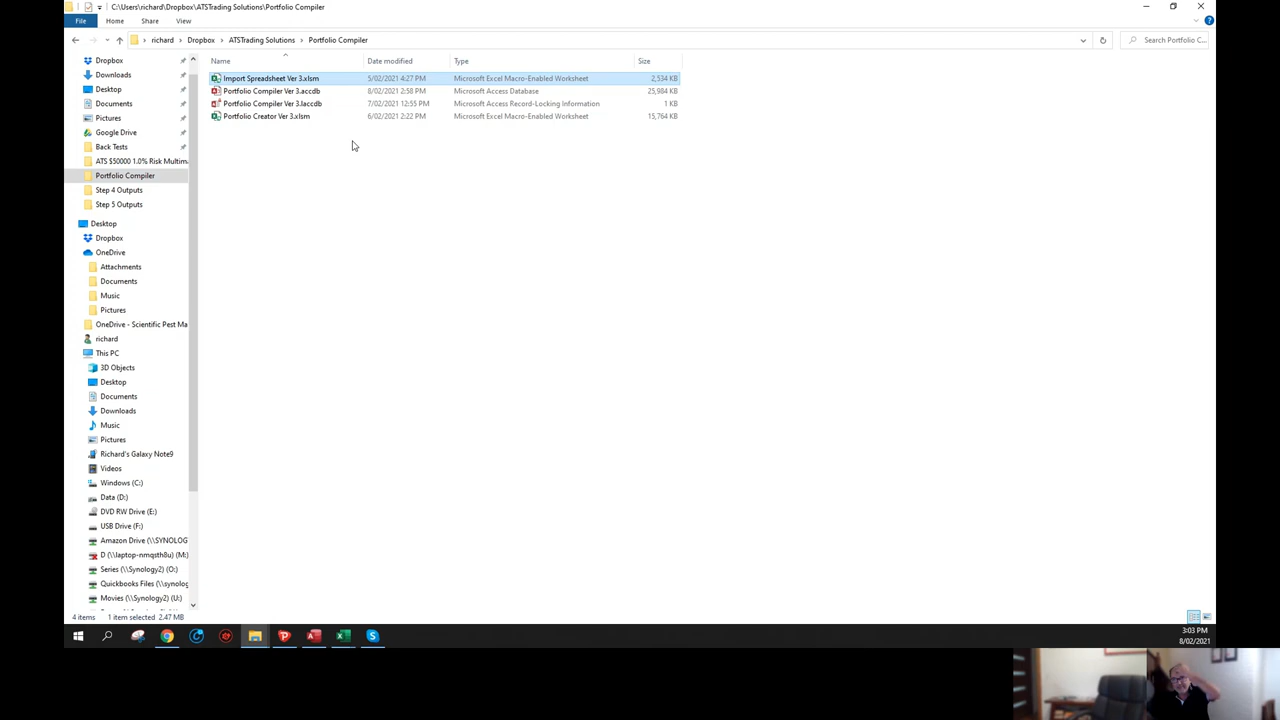 C:\Users\richard\Dropbox\ATSTrading Solutions\Portfolio Compiler
File Home Share View
richard › Dropbox › ATSTrading Solutions › Portfolio Compiler
Search Portfolio C...
Name Date modified Type Size
Import Spreadsheet Ver 3.xlsm 5/02/2021 4:27 PM Microsoft Excel Macro-Enabled Worksheet 2,534 KB
Portfolio Compiler Ver 3.accdb 8/02/2021 2:58 PM Microsoft Access Database 25,984 KB
Portfolio Compiler Ver 3.laccdb 7/02/2021 12:55 PM Microsoft Access Record-Locking Information 1 KB
Portfolio Creator Ver 3.xlsm 6/02/2021 2:22 PM Microsoft Excel Macro-Enabled Worksheet 15,764 KB
Dropbox
Downloads
Desktop
Documents
Pictures
Google Drive
Back Tests
ATS $50000 1.0% Risk Multima
Portfolio Compiler
Step 4 Outputs
Step 5 Outputs
Desktop
Dropbox
OneDrive
Attachments
Documents
Music
Pictures
OneDrive - Scientific Pest Ma
richard
This PC
3D Objects
Desktop
Documents
Downloads
Music
Pictures
Richard's Galaxy Note9
Videos
Windows (C:)
Data (D:)
DVD RW Drive (E:)
USB Drive (F:)
Amazon Drive (\\SYNOLOG
D (\\laptop-nmqsth8u) (M:)
Series (\\Synology2) (O:)
Quickbooks Files (\\synolog
Movies (\\Synology2) (U:)
4 items 1 item selected 2.47 MB
3:03 PM
8/02/2021